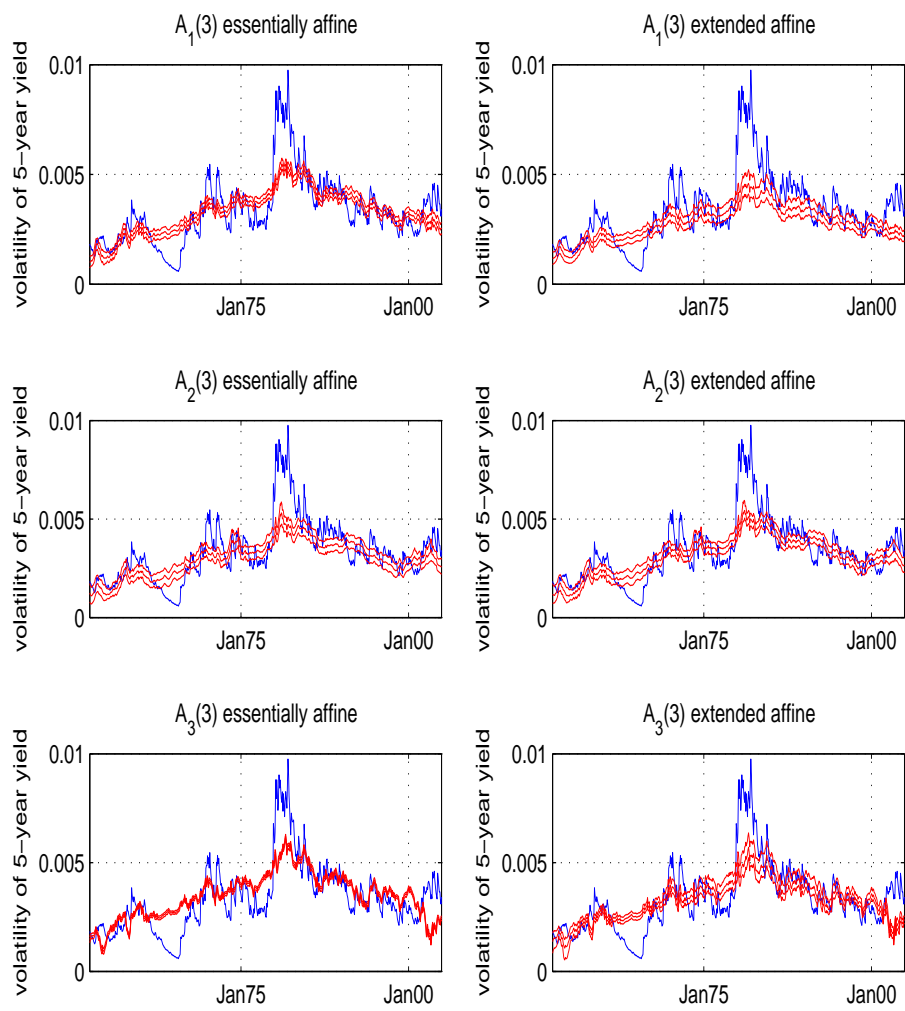 A1(3) essentially affine
volatility of 5−year yield
0.01
0.005
0
Jan75
Jan00
A1(3) extended affine
volatility of 5−year yield
0.01
0.005
0
Jan75
Jan00
A2(3) essentially affine
volatility of 5−year yield
0.01
0.005
0
Jan75
Jan00
A2(3) extended affine
volatility of 5−year yield
0.01
0.005
0
Jan75
Jan00
A3(3) essentially affine
volatility of 5−year yield
0.01
0.005
0
Jan75
Jan00
A3(3) extended affine
volatility of 5−year yield
0.01
0.005
0
Jan75
Jan00